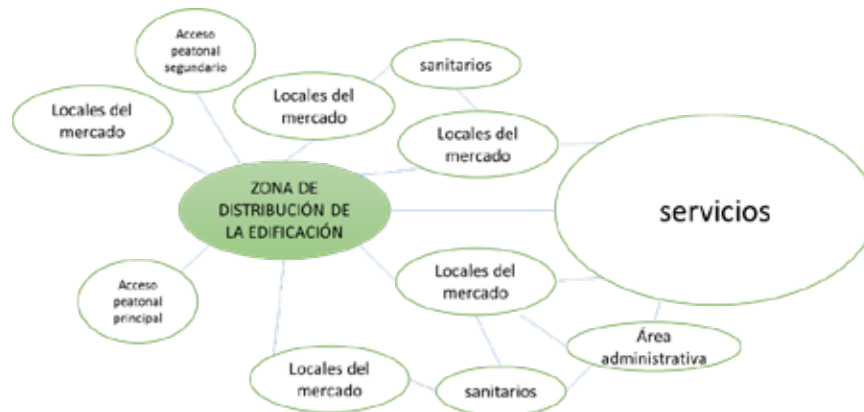 Acceso
peatonal
segundario
sanitarios
Locales del
mercado
Locales del
mercado
Locales del
mercado
ZONA DE
DISTRIBUCIÓN DE
LA EDIFICACIÓN
servicios
Locales del
mercado
Acceso
peatonal
principal
Área
administrativa
Locales del
mercado
sanitarios